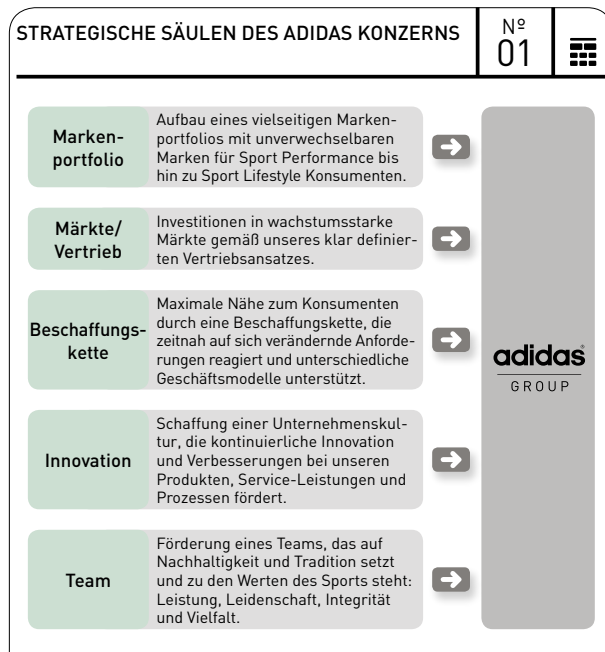 STRATEGISCHE SÄULEN DES ADIDAS KONZERNS
Nº
01
Marken-
portfolio
Aufbau eines vielseitigen Marken-
portfolios mit unverwechselbaren
Marken für Sport Performance bis
hin zu Sport Lifestyle Konsumenten.
Märkte/
Vertrieb
Investitionen in wachstumsstarke
Märkte gemäß unseres klar definier-
ten Vertriebsansatzes.
Beschaffungs-
kette
Maximale Nähe zum Konsumenten
durch eine Beschaffungskette, die
zeitnah auf sich verändernde Anforde-
rungen reagiert und unterschiedliche
Geschäftsmodelle unterstützt.
Innovation
Schaffung einer Unternehmenskul-
tur, die kontinuierliche Innovation
und Verbesserungen bei unseren
Produkten, Service-Leistungen und
Prozessen fördert.
Team
Förderung eines Teams, das auf
Nachhaltigkeit und Tradition setzt
und zu den Werten des Sports steht:
Leistung, Leidenschaft, Integrität
und Vielfalt.
adidas®
GROUP